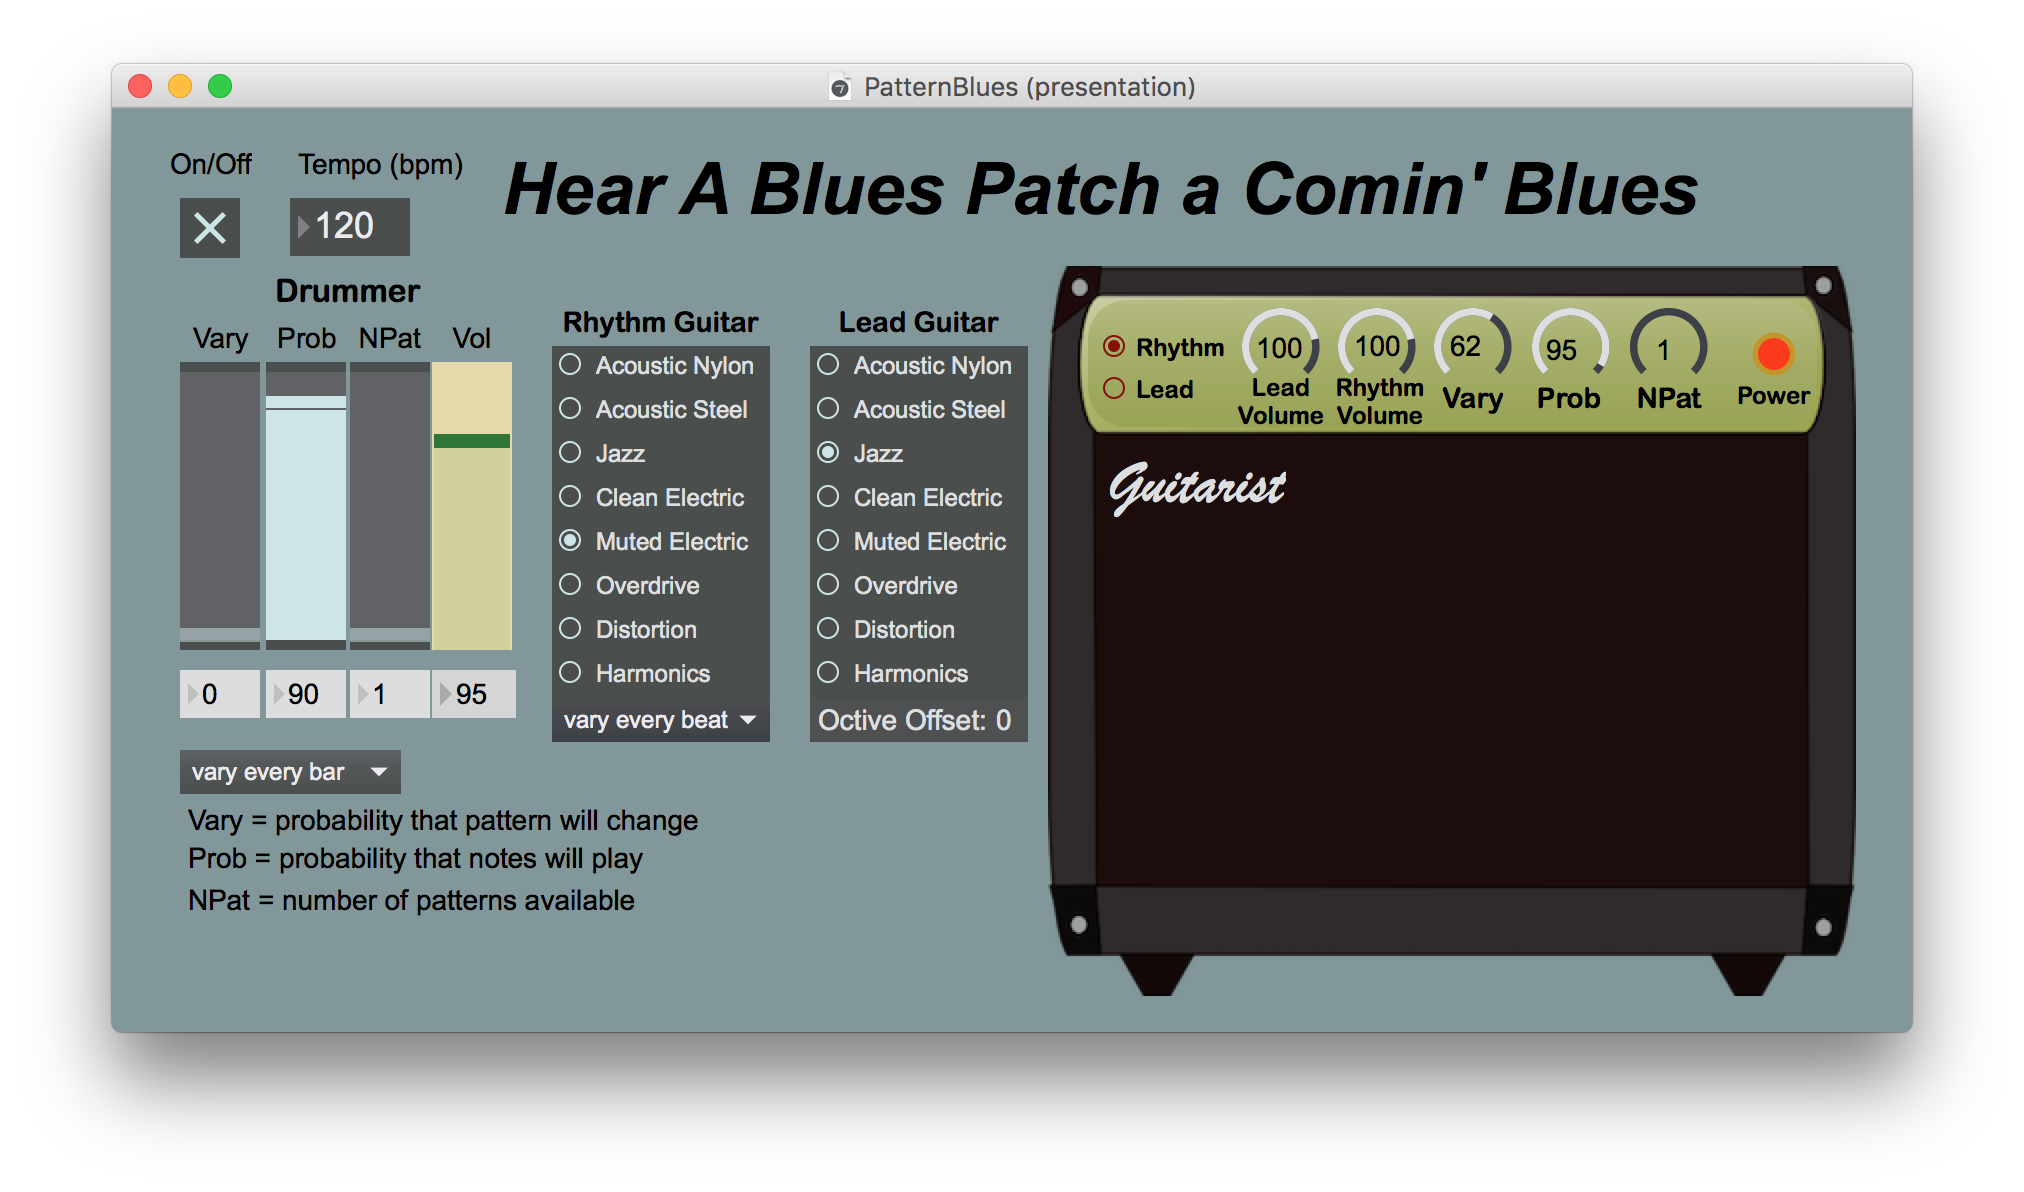 PatternBlues (presentation)
On/Off
Tempo (bpm)
Hear A Blues Patch a Comin' Blues
120
Drummer
Vary Prob NPat Vol
0 90 1 95
vary every bar
Vary = probability that pattern will change
Prob = probability that notes will play
NPat = number of patterns available
Rhythm Guitar
Acoustic Nylon
Acoustic Steel
Jazz
Clean Electric
Muted Electric
Overdrive
Distortion
Harmonics
vary every beat
Lead Guitar
Acoustic Nylon
Acoustic Steel
Jazz
Clean Electric
Muted Electric
Overdrive
Distortion
Harmonics
Octive Offset: 0
Rhythm
Lead
100
Lead
Volume
100
Rhythm
Volume
62
Vary
95
Prob
1
NPat
Power
Guitarist